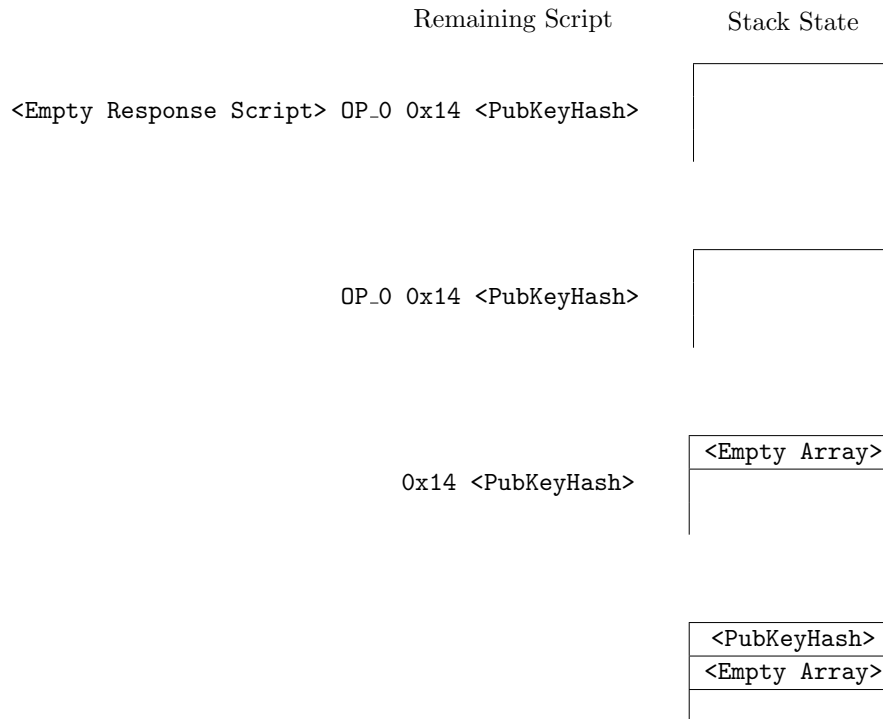 Remaining Script Stack State
<Empty Response Script> OP_0 0x14 <PubKeyHash>
OP_0 0x14 <PubKeyHash>
<Empty Array>
0x14 <PubKeyHash>
<PubKeyHash>
<Empty Array>